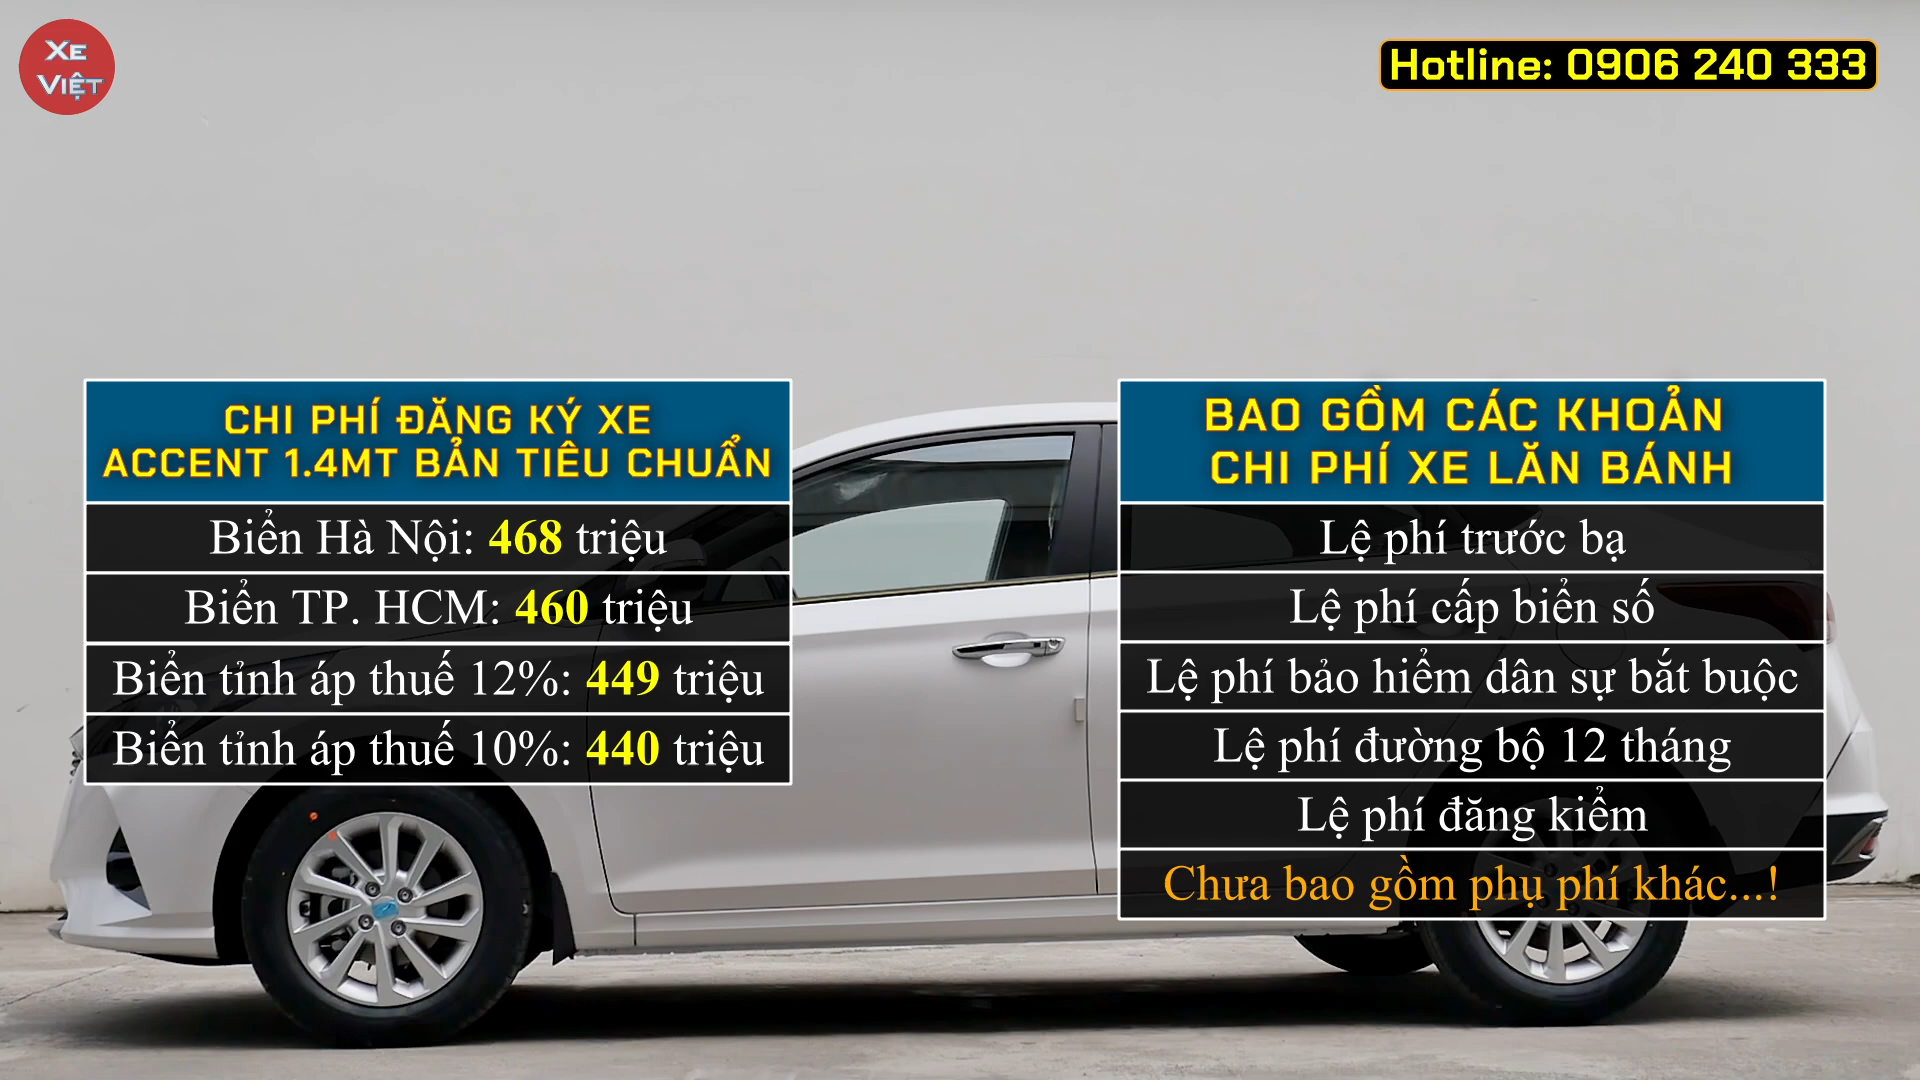 XE
VIỆT
Hotline: 0906 240 333
CHI PHÍ ĐĂNG KÝ XE
ACCENT 1.4MT BẢN TIÊU CHUẨN
Biển Hà Nội: 468 triệu
Biển TP. HCM: 460 triệu
Biển tỉnh áp thuế 12%: 449 triệu
Biển tỉnh áp thuế 10%: 440 triệu
BAO GỒM CÁC KHOẢN
CHI PHÍ XE LĂN BÁNH
Lệ phí trước bạ
Lệ phí cấp biển số
Lệ phí bảo hiểm dân sự bắt buộc
Lệ phí đường bộ 12 tháng
Lệ phí đăng kiểm
Chưa bao gồm phụ phí khác...!